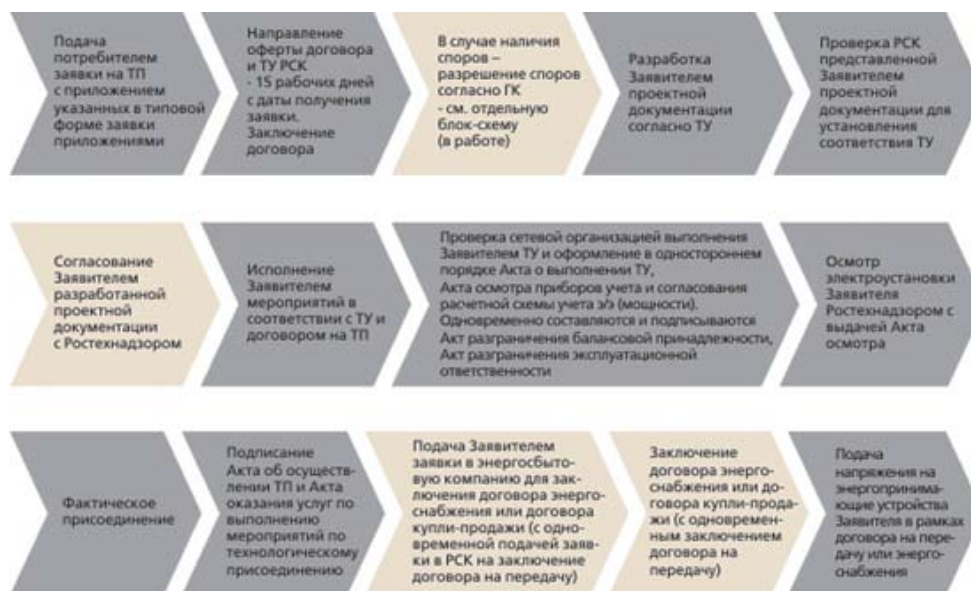 Подача
потребителем
заявки на ТП
с приложением
указанных в типовой
форме заявки
приложениями
Направление
оферты договора
и ТУ РСК
- 15 рабочих дней
с даты получения
заявки.
Заключение
договора
В случае наличия
споров –
разрешение споров
согласно ГК
- см. отдельную
блок-схему
(в работе)
Разработка
Заявителем
проектной
документации
согласно ТУ
Проверка РСК
представленной
Заявителем
проектной
документации для
установления
соответствия ТУ
Согласование
Заявителем
разработанной
проектной
документации
с Ростехнадзором
Исполнение
Заявителем
мероприятий в
соответствии с ТУ и
договором на ТП
Проверка сетевой организацией выполнения
Заявителем ТУ и оформление в одностороннем
порядке Акта о выполнении ТУ,
Акта осмотра приборов учета и согласования
расчетной схемы учета э/э (мощности).
Одновременно составляются и подписываются
Акт разграничения балансовой принадлежности,
Акт разграничения эксплуатационной
ответственности
Осмотр
электроустановки
Заявителя
Ростехнадзором с
выдачей Акта
осмотра
Фактическое
присоединение
Подписание
Акта об осуществ-
лении ТП и Акта
оказания услуг по
выполнению
мероприятий по
технологическому
присоединению
Подача Заявителем
заявки в энергосбыто-
вую компанию для зак-
лючения договора энерго-
снабжения или договора
купли-продажи (с одно-
временной подачей заяв-
ки в РСК на заключение
договора на передачу)
Заключение
договора энерго-
снабжения или до-
говора купли-прода-
жи (с одновремен-
ным заключением
договора на
передачу)
Подача
напряжения на
энергопринима-
ющие устройства
Заявителя в рамках
договора на пере-
дачу или энерго-
снабжения